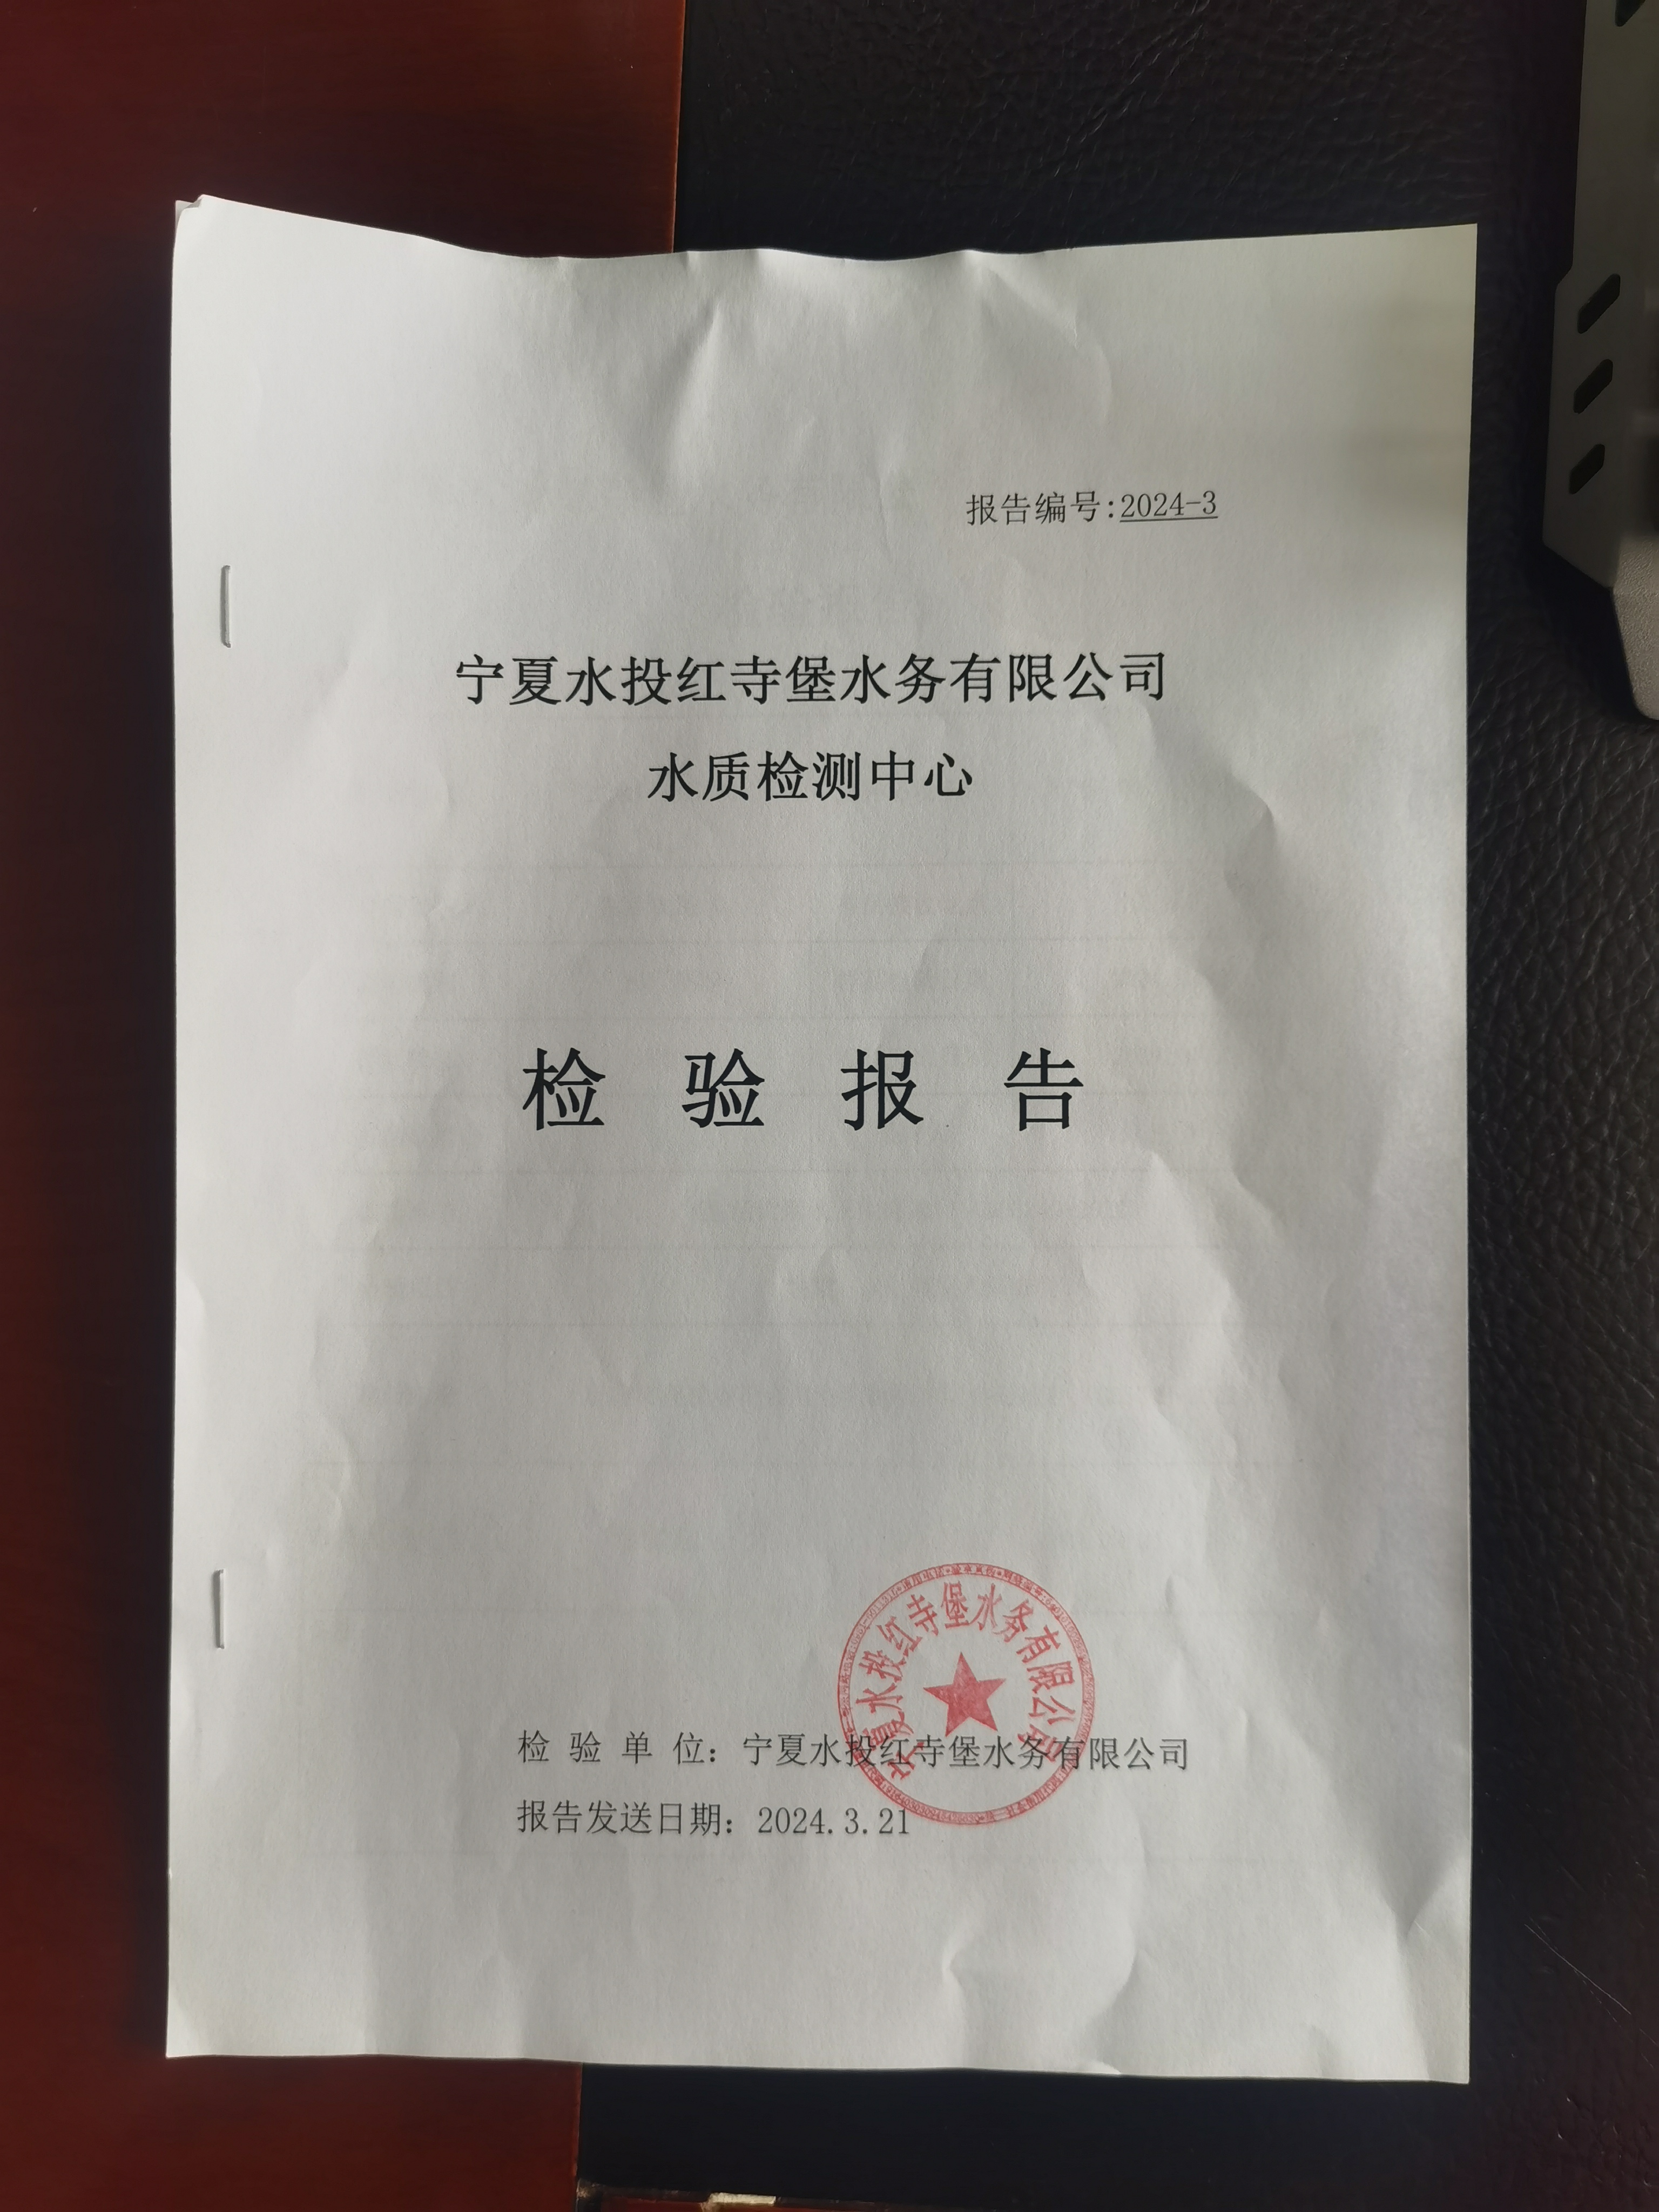 报告编号:2024-3
宁夏水投红寺堡水务有限公司
水质检测中心
检 验 报 告
宁夏水投红寺堡水务有限公司
检 验 单 位：宁夏水投红寺堡水务有限公司
报告发送日期：2024.3.21